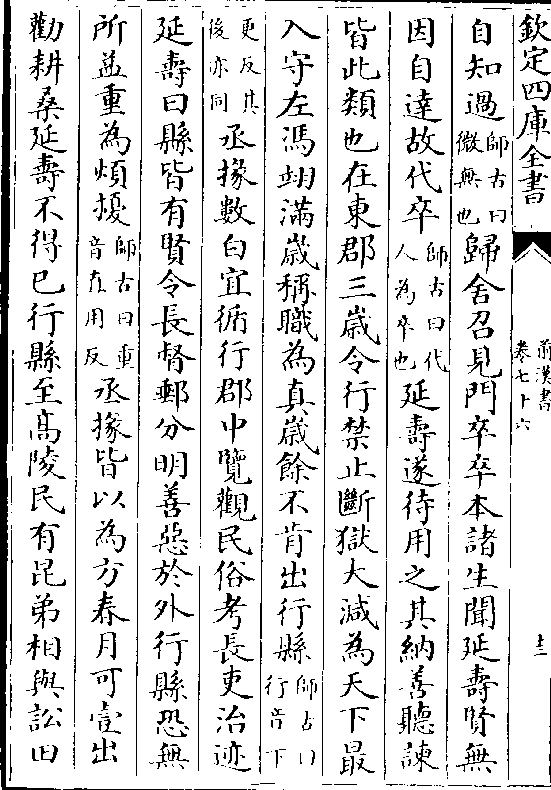 欽定四庫全書
前漢書
卷七十六
十三
自知過師古曰微無也歸舍召見門卒卒本諸生聞延壽賢無
因自達故代卒師古曰代人為卒也延壽遂待用之其納善聽諫
皆此類也在東郡三嵗令行禁止斷獄大減為天下最
入守左馮翊滿嵗稱職為真嵗餘不肯出行縣師古曰行音下
更反其後亦同丞掾數白宜循行郡中覽觀民俗考長吏治迹
延壽曰縣皆有賢令長督郵分明善惡於外行縣恐無
所益重為煩擾師古曰重音直用反丞掾皆以為方春月可壹出
勸耕桑延壽不得已行縣至髙陵民有昆弟相與訟田